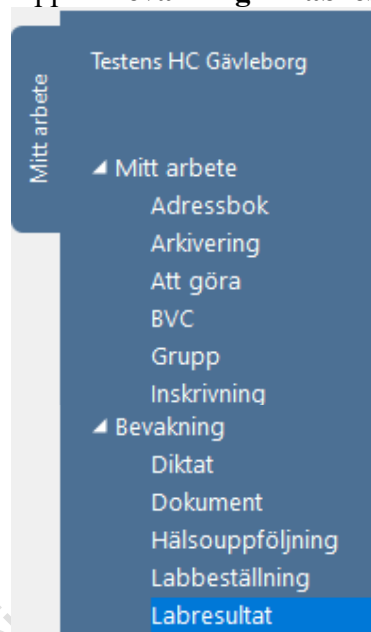 Testens HC Gävleborg
Mitt arbete
Mitt arbete
Adressbok
Arkivering
Att göra
BVC
Grupp
Inskrivning
Bevakning
Diktat
Dokument
Hälsouppföljning
Labbeställning
Labresultat